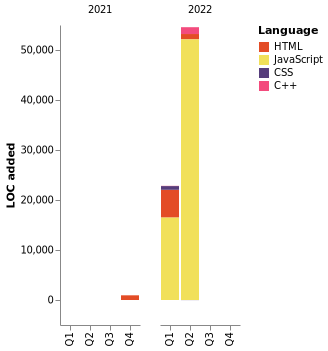 2021 2022
Language
HTML
JavaScript
CSS
C++
LOC added
50,000
40,000
30,000
20,000
10,000
0
Q1 Q2 Q3 Q4 Q1 Q2 Q3 Q4